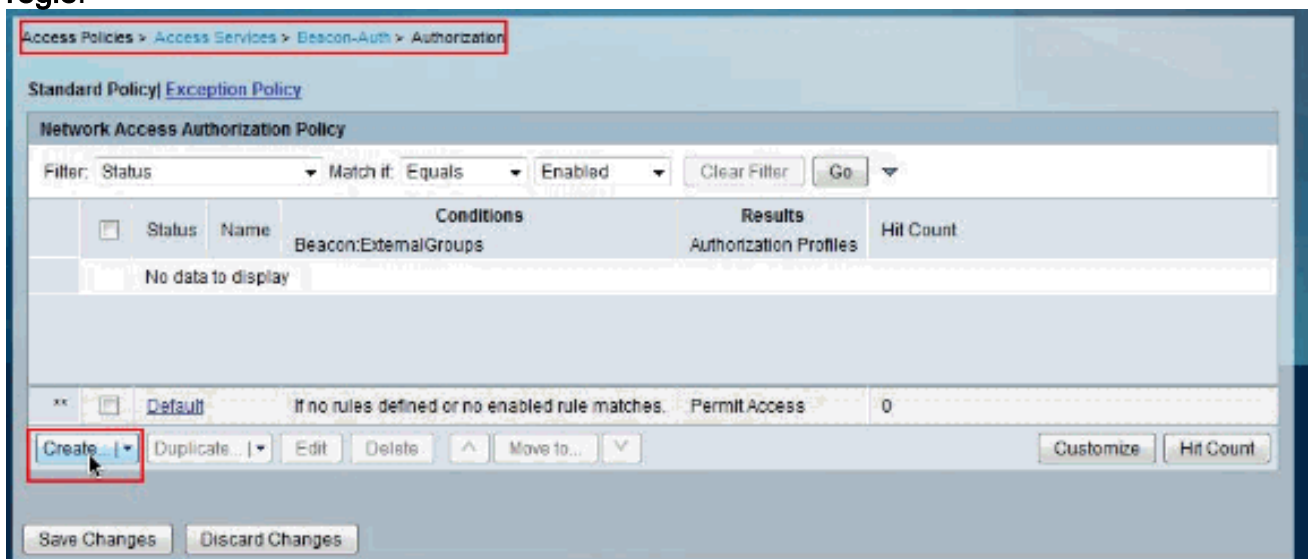 regio.
Access Policies > Access Services > Beacon-Auth > Authorization
Standard Policy| Exception Policy
Network Access Authorization Policy
Filter: Status Match if: Equals Enabled Clear Filter Go
Status Name Conditions Results Hit Count
Beacon:ExternalGroups Authorization Profiles
No data to display
** Default If no rules defined or no enabled rule matches. Permit Access 0
Create... | Duplicate... | Edit Delete ^ Move to... Customize Hit Count
Save Changes Discard Changes